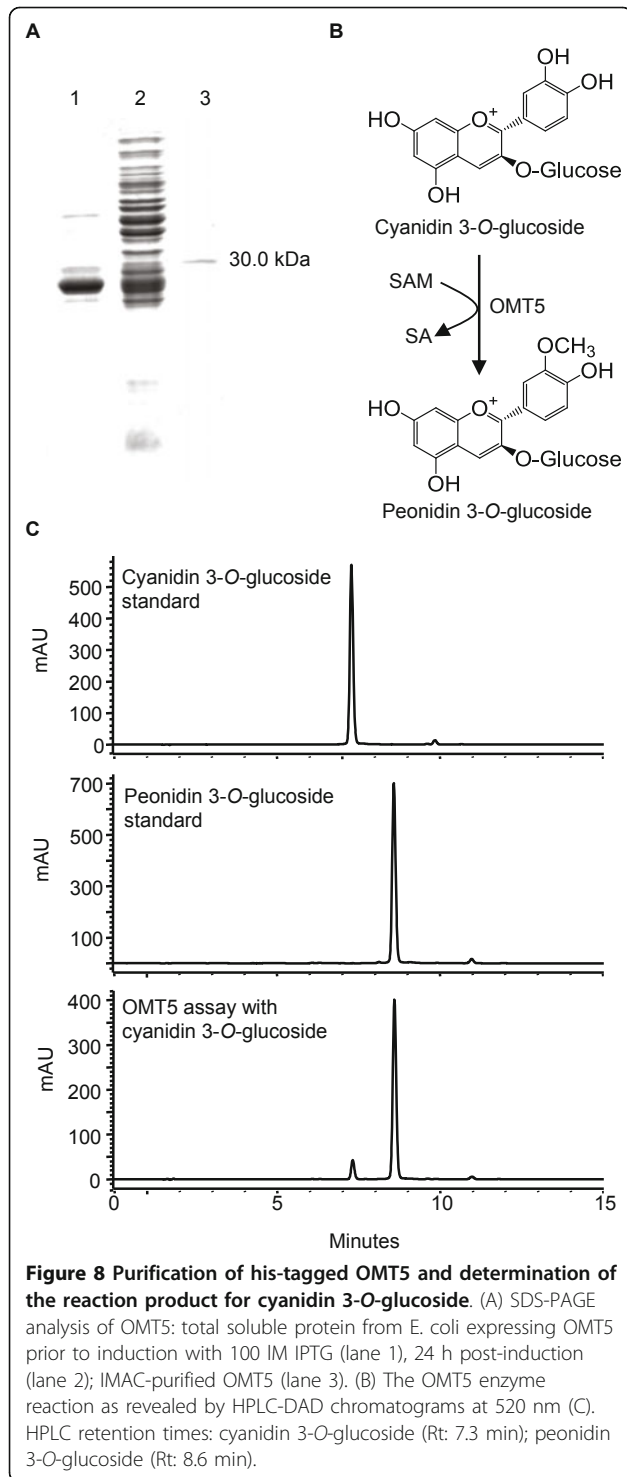 A
B
1 2 3
30.0 kDa
OH
OH
HO
O+
O-Glucose
OH
Cyanidin 3-O-glucoside
SAM
OMT5
SA
OCH3
OH
HO
O+
O-Glucose
OH
Peonidin 3-O-glucoside
C
Cyanidin 3-O-glucoside
standard
mAU
500
400
300
200
100
0
Peonidin 3-O-glucoside
standard
mAU
700
500
300
100
OMT5 assay with
cyanidin 3-O-glucoside
mAU
400
300
200
100
0
0 5 10 15
Minutes
Figure 8 Purification of his-tagged OMT5 and determination of
the reaction product for cyanidin 3-O-glucoside. (A) SDS-PAGE
analysis of OMT5: total soluble protein from E. coli expressing OMT5
prior to induction with 100 lM IPTG (lane 1), 24 h post-induction
(lane 2); IMAC-purified OMT5 (lane 3). (B) The OMT5 enzyme
reaction as revealed by HPLC-DAD chromatograms at 520 nm (C).
HPLC retention times: cyanidin 3-O-glucoside (Rt: 7.3 min); peonidin
3-O-glucoside (Rt: 8.6 min).